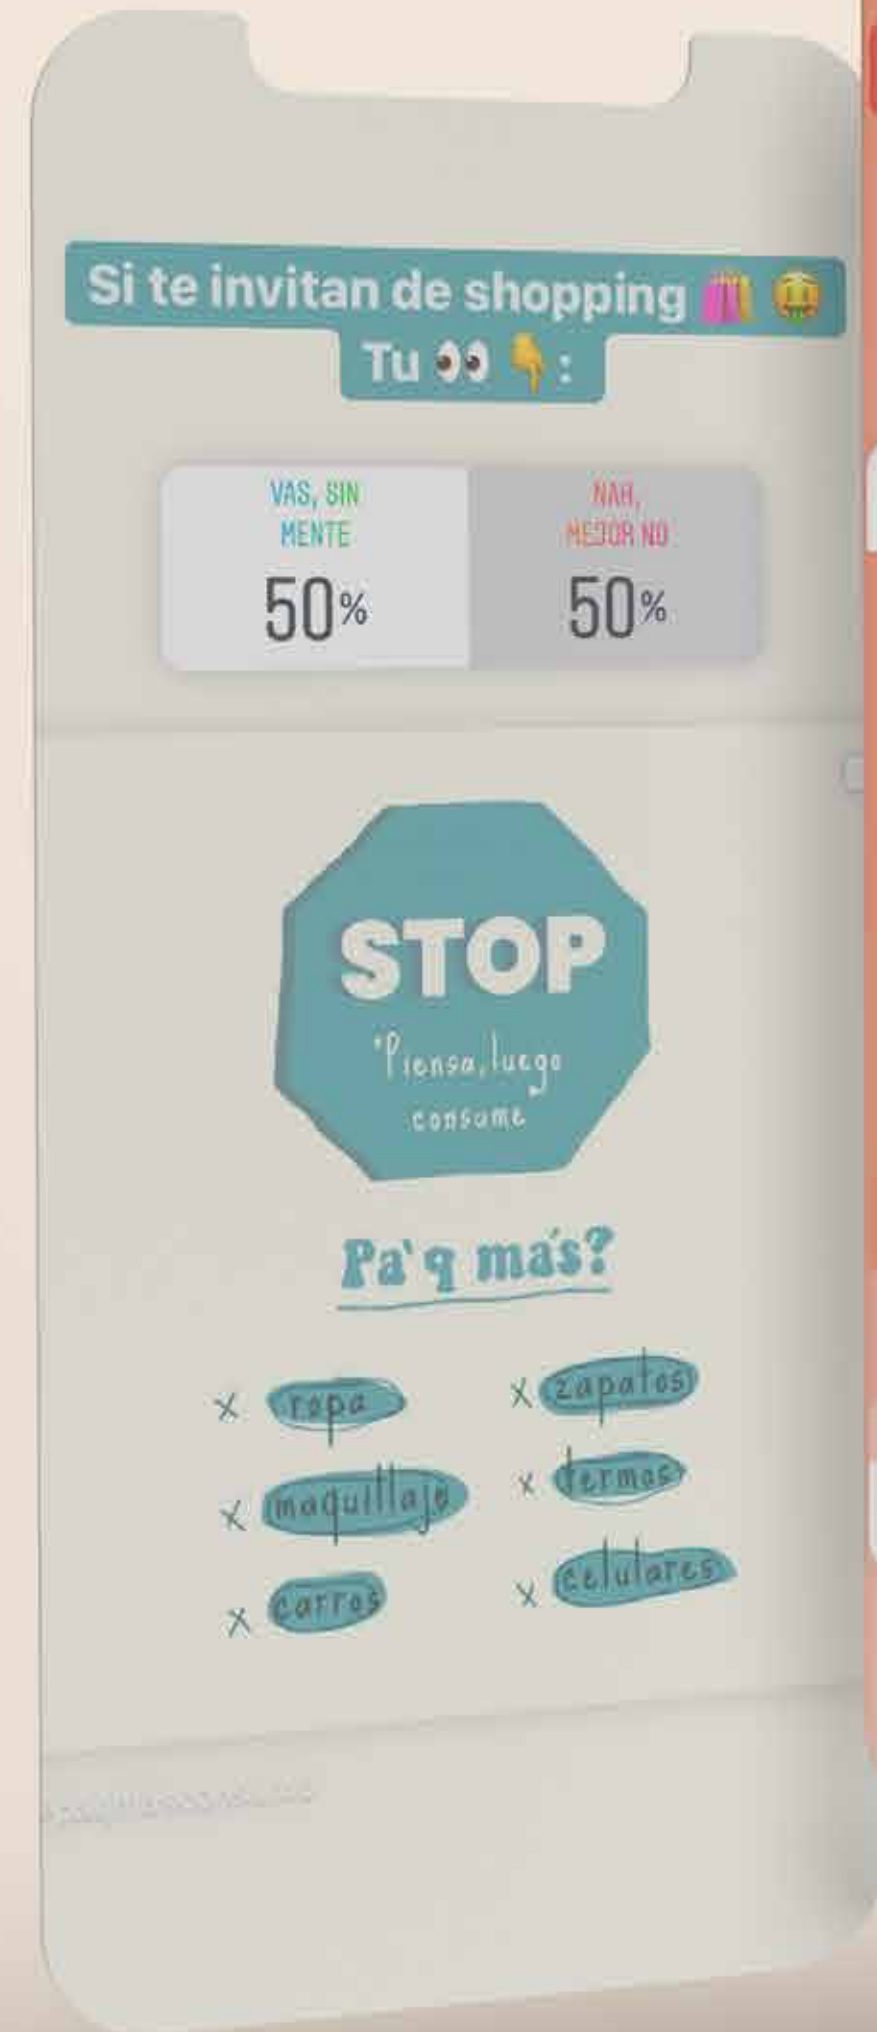 Si te invitan de shopping 🛍️ 🤑
Tu 👀 👇 :
VAS, SIN
MENTE
50%
NAH,
MEJOR NO
50%
STOP
"Piensa, luego
consume
Pa' q más?
x ropa
x zapatos
x maquillaje
x termos
x carros
x celulares